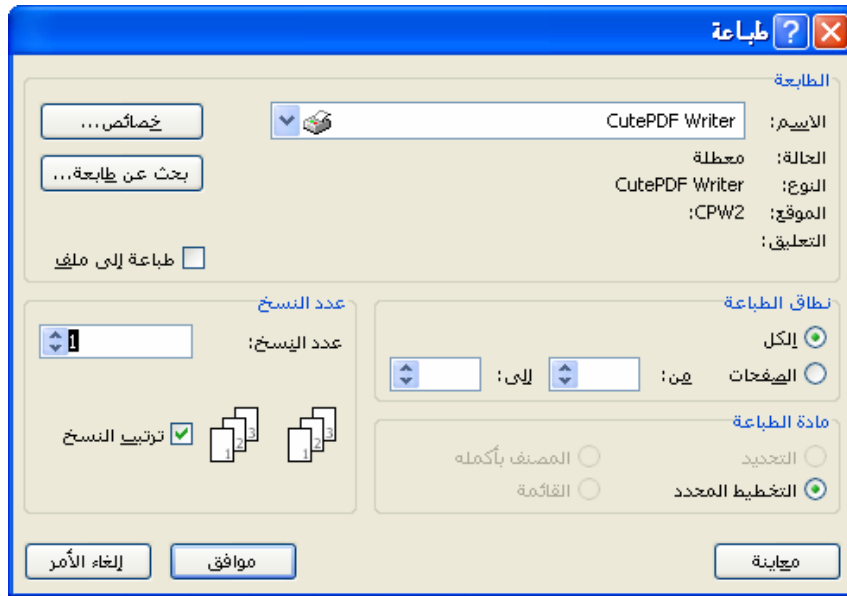 طباعة
الطابعة
الاسم: CutePDF Writer خصائص...
الحالة: معطلة
بحث عن طابعة...
النوع: CutePDF Writer
الموقع: CPW2:
التعليق:
طباعة إلى ملف
نطاق الطباعة
الكل
الصفحات من: إلى:
عدد النسخ
عدد النسخ: 1
ترتيب النسخ
1 2 3 1 2 3
مادة الطباعة
التحديد المصنف بأكمله
التخطيط المحدد القائمة
معاينة موافق إلغاء الأمر